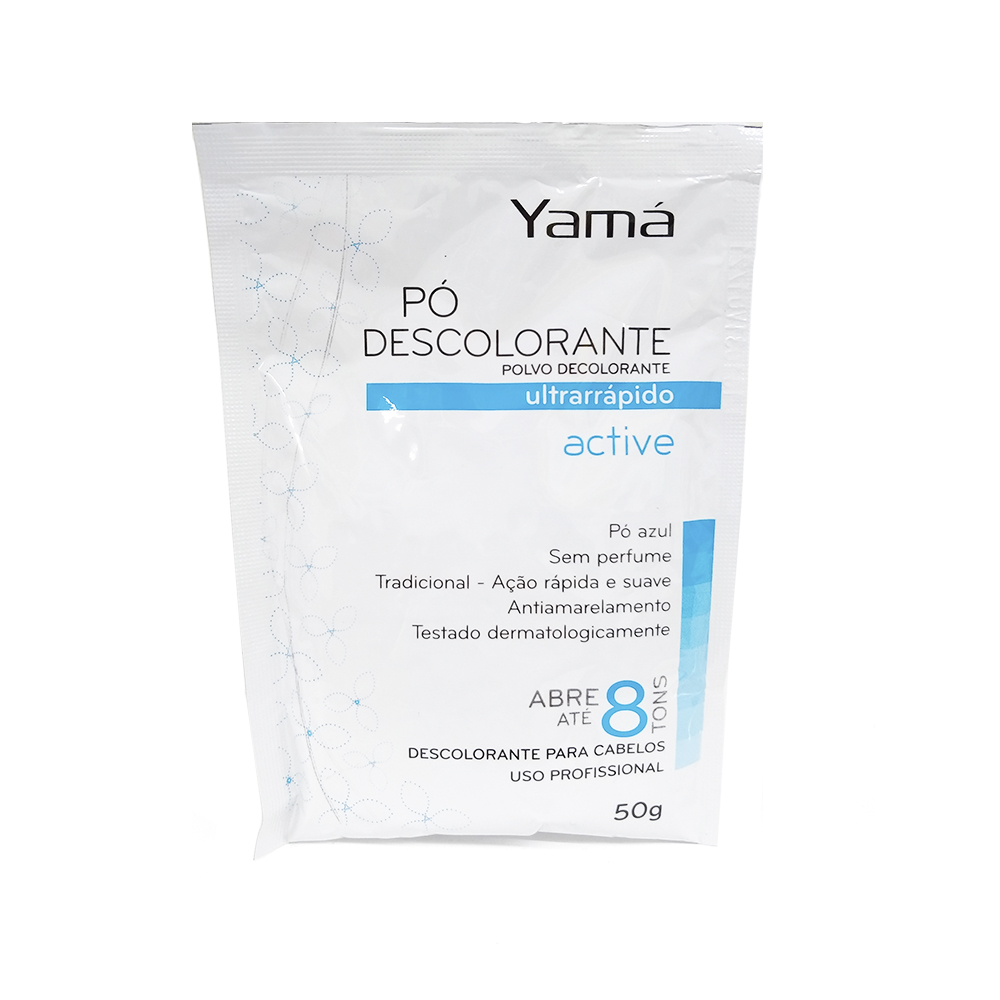 Yamá
PÓ
DESCOLORANTE
POLVO DECOLORANTE
ultrarrápido
active
Pó azul
Sem perfume
Tradicional - Ação rápida e suave
Antiamarelamento
Testado dermatologicamente
ABRE
ATÉ
8
TONS
DESCOLORANTE PARA CABELOS
USO PROFISSIONAL
50g